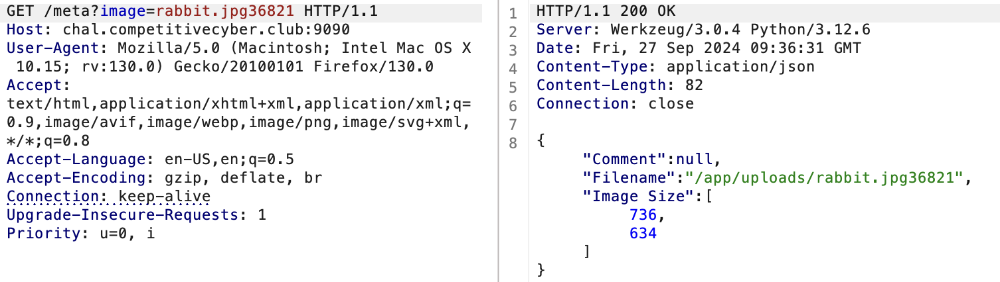 GET /meta?image=rabbit.jpg36821 HTTP/1.1
Host: chal.competitivecyber.club:9090
User-Agent: Mozilla/5.0 (Macintosh; Intel Mac OS X
10.15; rv:130.0) Gecko/20100101 Firefox/130.0
Accept:
text/html,application/xhtml+xml,application/xml;q=
0.9,image/avif,image/webp,image/png,image/svg+xml,
*/*;q=0.8
Accept-Language: en-US,en;q=0.5
Accept-Encoding: gzip, deflate, br
Connection: keep-alive
Upgrade-Insecure-Requests: 1
Priority: u=0, i
1 HTTP/1.1 200 OK
2 Server: Werkzeug/3.0.4 Python/3.12.6
3 Date: Fri, 27 Sep 2024 09:36:31 GMT
4 Content-Type: application/json
5 Content-Length: 82
6 Connection: close
7
8 {
"Comment":null,
"Filename":"/app/uploads/rabbit.jpg36821",
"Image Size":[
736,
634
]
}